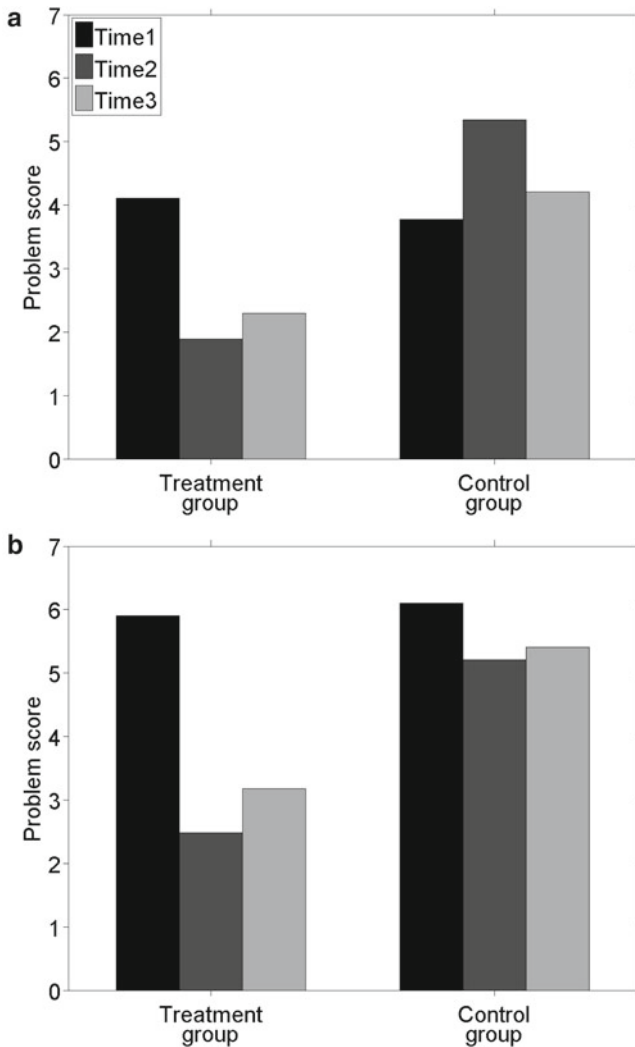 a
7
6
5
4
3
2
1
0
Problem score
Time1
Time2
Time3
Treatment
group
Control
group
b
7
6
5
4
3
2
1
0
Problem score
Treatment
group
Control
group